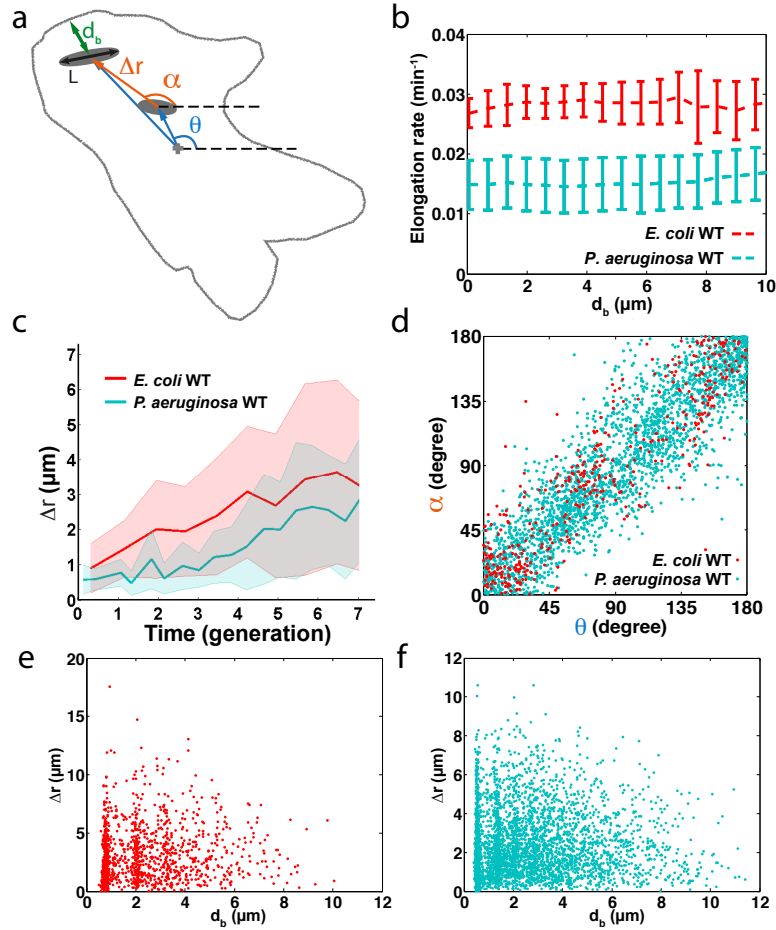 a
d_b
L
Δr
α
θ
b
Elongation rate (min⁻¹)
0.04
0.03
0.02
0.01
0
E. coli WT
P. aeruginosa WT
0 2 4 6 8 10
d_b (μm)
c
Δr (μm)
7
6
5
4
3
2
1
0
E. coli WT
P. aeruginosa WT
0 1 2 3 4 5 6 7
Time (generation)
d
α (degree)
180
135
90
45
0
E. coli WT
P. aeruginosa WT
0 45 90 135 180
θ (degree)
e
Δr (μm)
20
15
10
5
0
0 2 4 6 8 10 12
d_b (μm)
f
Δr (μm)
12
10
8
6
4
2
0
0 2 4 6 8 10 12
d_b (μm)